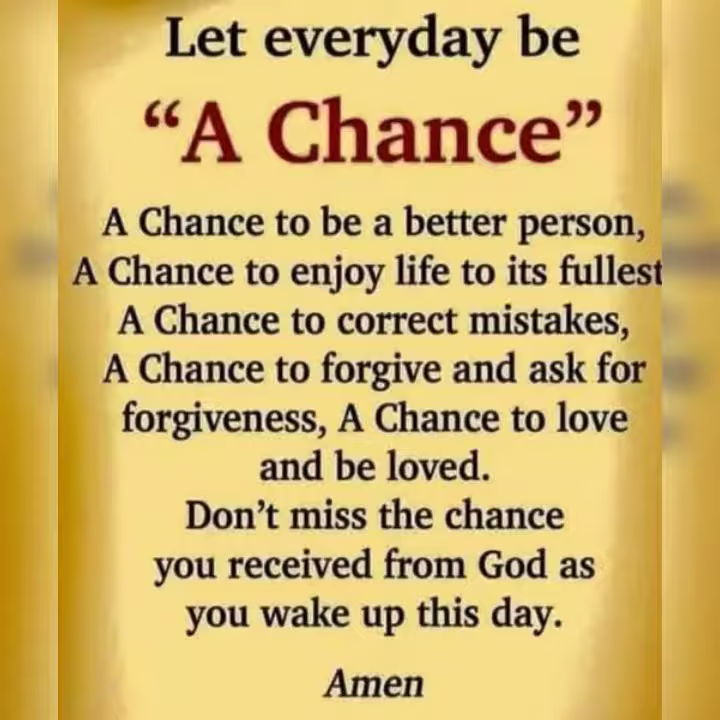 Let everyday be
“A Chance”
A Chance to be a better person,
A Chance to enjoy life to its fullest
A Chance to correct mistakes,
A Chance to forgive and ask for
forgiveness, A Chance to love
and be loved.
Don’t miss the chance
you received from God as
you wake up this day.
Amen